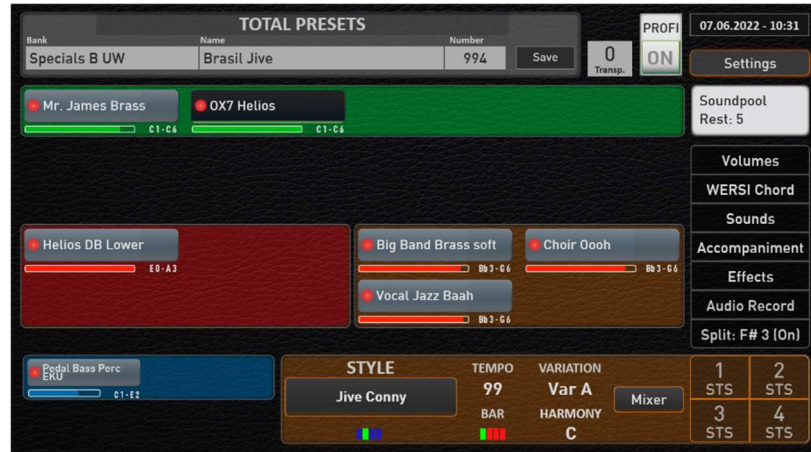 TOTAL PRESETS
Bank
Name
Number
Specials B UW
Brasil Jive
994
Save
0
Transp.
PROFI
ON
07.06.2022 - 10:31
Settings
Mr. James Brass
C1-C6
OX7 Helios
C1-C6
Soundpool
Rest: 5
Volumes
WERSI Chord
Sounds
Accompaniment
Effects
Audio Record
Split: F# 3 (On)
Helios DB Lower
E0-A3
Big Band Brass soft
Bb3-G6
Choir Oooh
Bb3-G6
Vocal Jazz Baah
Bb3-G6
Pedal Bass Perc
EKU
C1-E2
STYLE
Jive Conny
TEMPO
99
BAR
VARIATION
Var A
HARMONY
C
Mixer
1
STS
2
STS
3
STS
4
STS